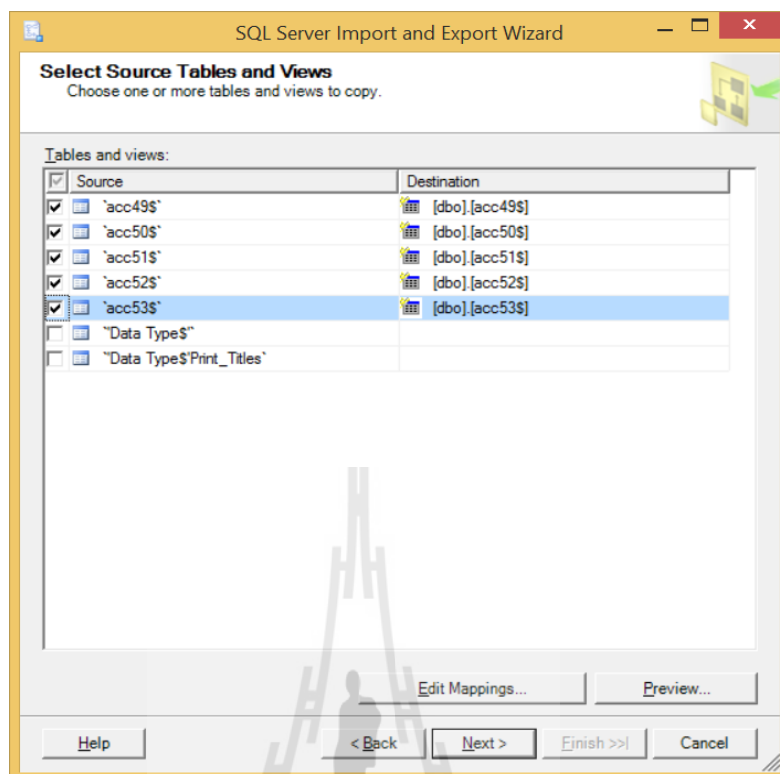 SQL Server Import and Export Wizard
Select Source Tables and Views
Choose one or more tables and views to copy.
Tables and views:
Source Destination
`acc49$` [dbo].[acc49$]
`acc50$` [dbo].[acc50$]
`acc51$` [dbo].[acc51$]
`acc52$` [dbo].[acc52$]
`acc53$` [dbo].[acc53$]
`'Data Type$'`
`'Data Type$'Print_Titles`
Edit Mappings... Preview...
Help < Back Next > Finish >>| Cancel